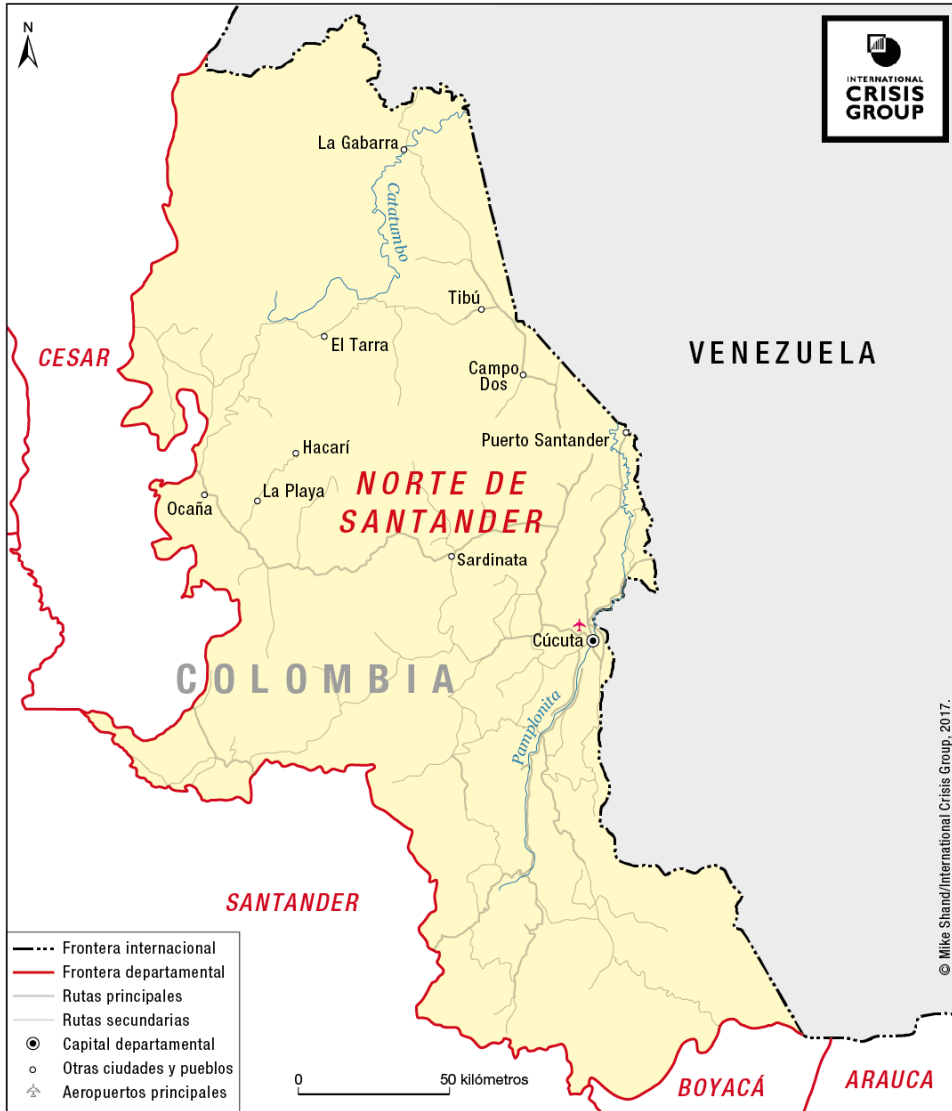 N
INTERNATIONAL
CRISIS
GROUP
La Gabarra
Catatumbo
Tibú
El Tarra
CESAR
VENEZUELA
Campo
Dos
Puerto Santander
Hacarí
NORTE DE
SANTANDER
La Playa
Ocaña
Sardinata
Cúcuta
COLOMBIA
Pamplonita
SANTANDER
Frontera internacional
Frontera departamental
Rutas principales
Rutas secundarias
Capital departamental
Otras ciudades y pueblos
Aeropuertos principales
0 50 kilómetros
BOYACÁ
ARAUCA
© Mike Shand/International Crisis Group, 2017.